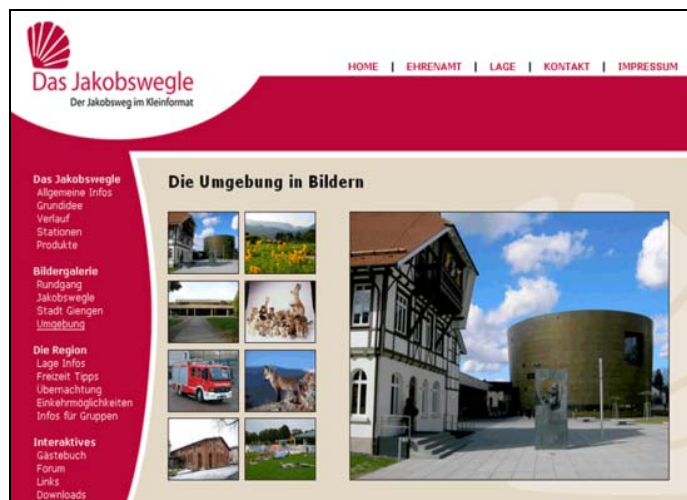 Das Jakobswegle
Der Jakobsweg im Kleinformat
HOME | EHRENAMT | LAGE | KONTAKT | IMPRESSUM
Das Jakobswegle
Allgemeine Infos
Grundidee
Verlauf
Stationen
Produkte
Bildergalerie
Rundgang
Jakobswegle
Stadt Giengen
Umgebung
Die Region
Lage Infos
Freizeit Tipps
Übernachtung
Einkehrmöglichkeiten
Infos für Gruppen
Interaktives
Gästebuch
Forum
Links
Downloads
Die Umgebung in Bildern